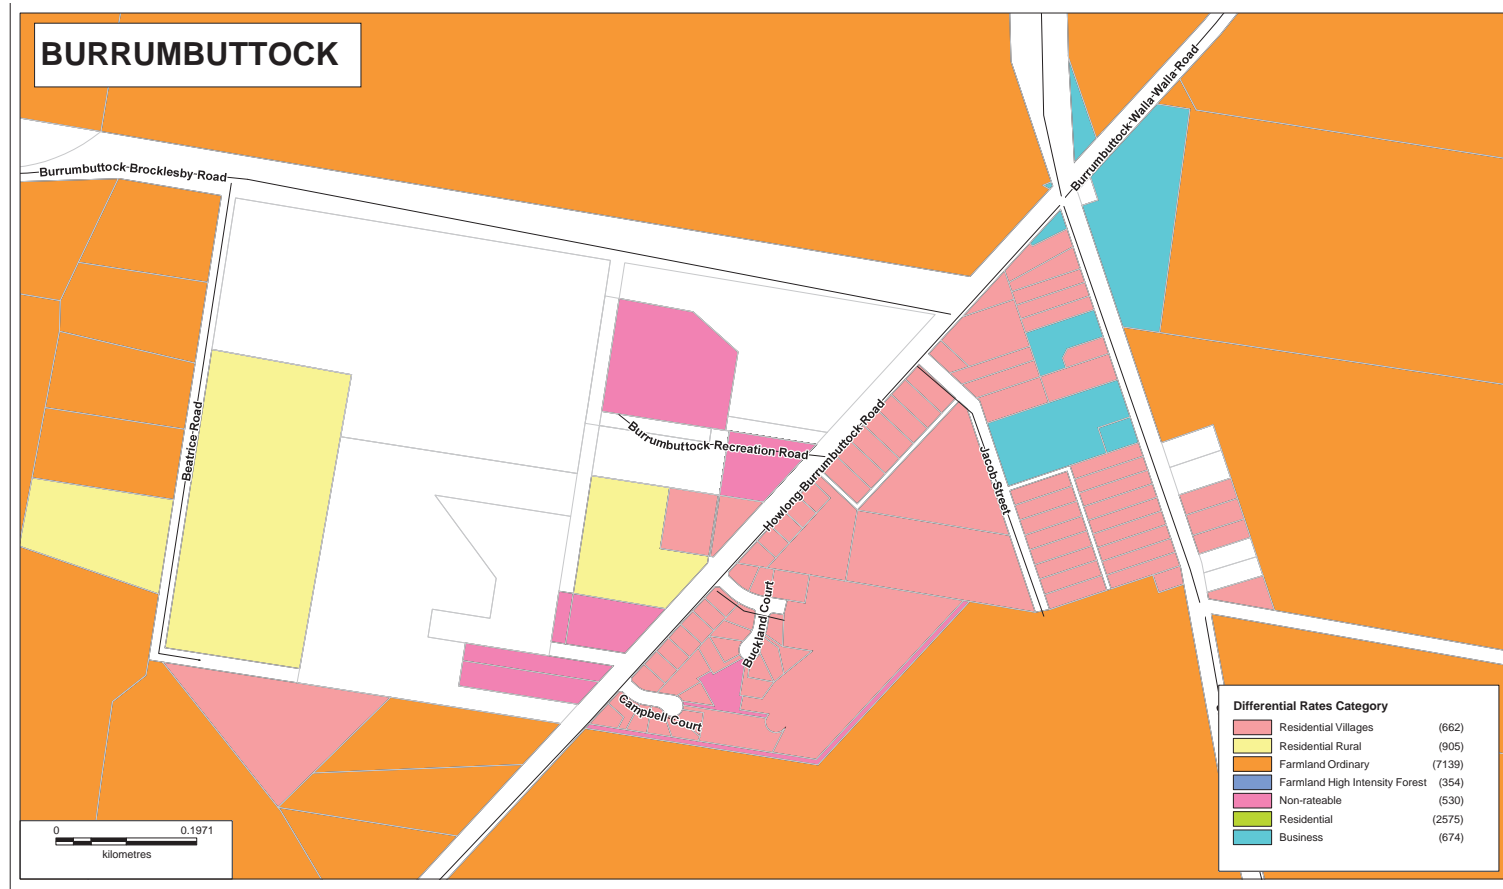 BURRUMBUTTOCK
Burrumbuttock-Walla-Walla-Road
Burrumbuttock-Brocklesby-Road
Beatrice-Road
Burrumbuttock-Recreation-Road
Howlong-Burrumbuttock-Road
Jacob-Street
Buckland Court
Campbell-Court
Differential Rates Category
Residential Villages (662)
Residential Rural (905)
Farmland Ordinary (7139)
Farmland High Intensity Forest (354)
Non-rateable (530)
Residential (2575)
Business (674)
0 0.1971
kilometres